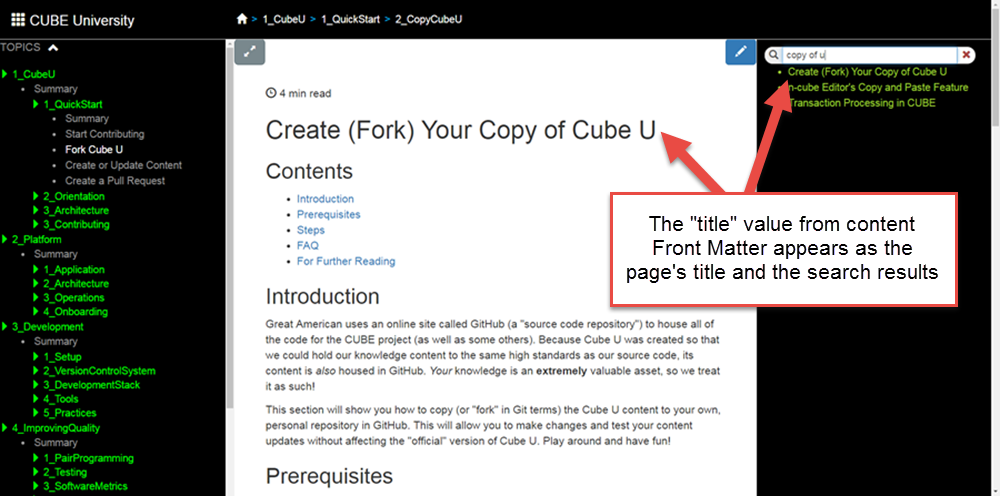 CUBE University
> 1_CubeU > 1_QuickStart > 2_CopyCubeU
TOPICS
1_CubeU
Summary
1_QuickStart
Summary
Start Contributing
Fork Cube U
Create or Update Content
Create a Pull Request
2_Orientation
3_Architecture
3_Contributing
2_Platform
Summary
1_Application
2_Architecture
3_Operations
4_Onboarding
3_Development
Summary
1_Setup
2_VersionControlSystem
3_DevelopmentStack
4_Tools
5_Practices
4_ImprovingQuality
Summary
1_PairProgramming
2_Testing
3_SoftwareMetrics
4 min read
Create (Fork) Your Copy of Cube U
Contents
Introduction
Prerequisites
Steps
FAQ
For Further Reading
Introduction
Great American uses an online site called GitHub (a "source code repository") to house all of
the code for the CUBE project (as well as some others). Because Cube U was created so that
we could hold our knowledge content to the same high standards as our source code, its
content is also housed in GitHub. Your knowledge is an extremely valuable asset, so we treat
it as such!
This section will show you how to copy (or "fork" in Git terms) the Cube U content to your own,
personal repository in GitHub. This will allow you to make changes and test your content
updates without affecting the "official" version of Cube U. Play around and have fun!
Prerequisites
copy of u
Create (Fork) Your Copy of Cube U
n-cube Editor's Copy and Paste Feature
Transaction Processing in CUBE
The "title" value from content
Front Matter appears as the
page's title and the search results